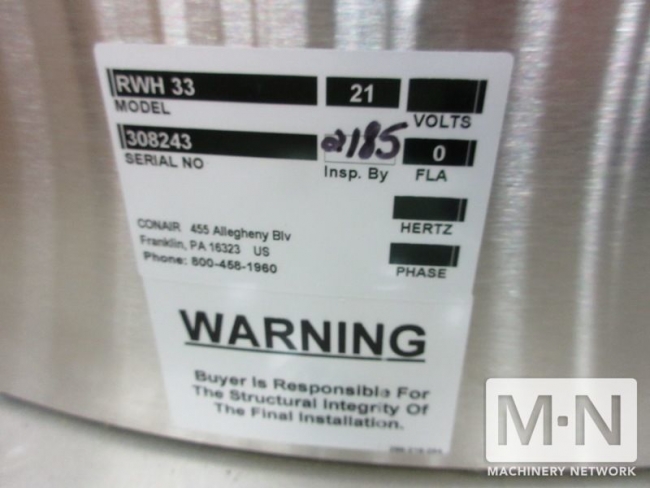 RWH 33
21
MODEL
VOLTS
308243
2185
0
SERIAL NO
Insp. By
FLA
HERTZ
PHASE
CONAIR 455 Allegheny Blv
Franklin, PA 16323 US
Phone: 800-458-1960
WARNING
Buyer Is Responsible For
The Structural Integrity Of
The Final Installation.
M·N
MACHINERY NETWORK